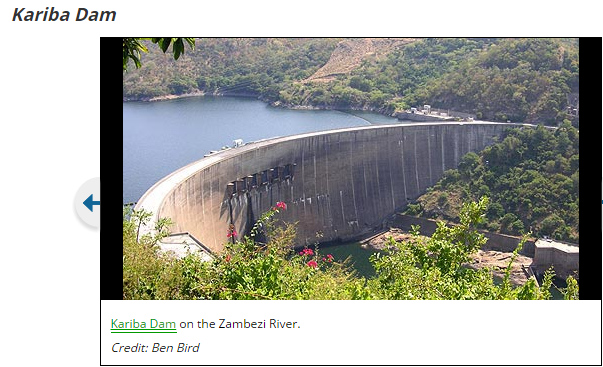 Kariba Dam
Kariba Dam on the Zambezi River.
Credit: Ben Bird